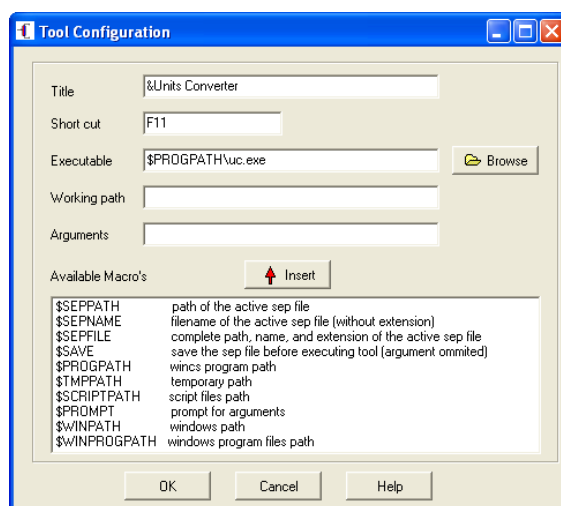 Tool Configuration
Title &Units Converter
Short cut F11
Executable $PROGPATH\uc.exe Browse
Working path
Arguments
Available Macro's Insert
$SEPPATH path of the active sep file
$SEPNAME filename of the active sep file (without extension)
$SEPFILE complete path, name, and extension of the active sep file
$SAVE save the sep file before executing tool (argument ommited)
$PROGPATH wincs program path
$TMPPATH temporary path
$SCRIPTPATH script files path
$PROMPT prompt for arguments
$WINPATH windows path
$WINPROGPATH windows program files path
OK Cancel Help